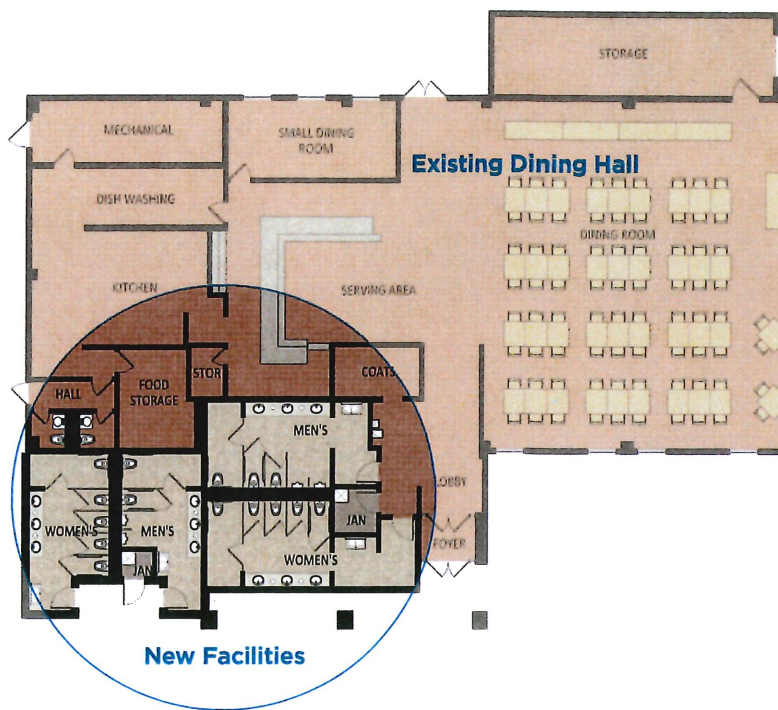 STORAGE
MECHANICAL
SMALL DINING
ROOM
Existing Dining Hall
DISH WASHING
DINING ROOM
KITCHEN
SERVING AREA
STOR
COATS
HALL
FOOD
STORAGE
MEN'S
LOBBY
JAN
WOMEN'S
MEN'S
FOYER
WOMEN'S
JAN
New Facilities